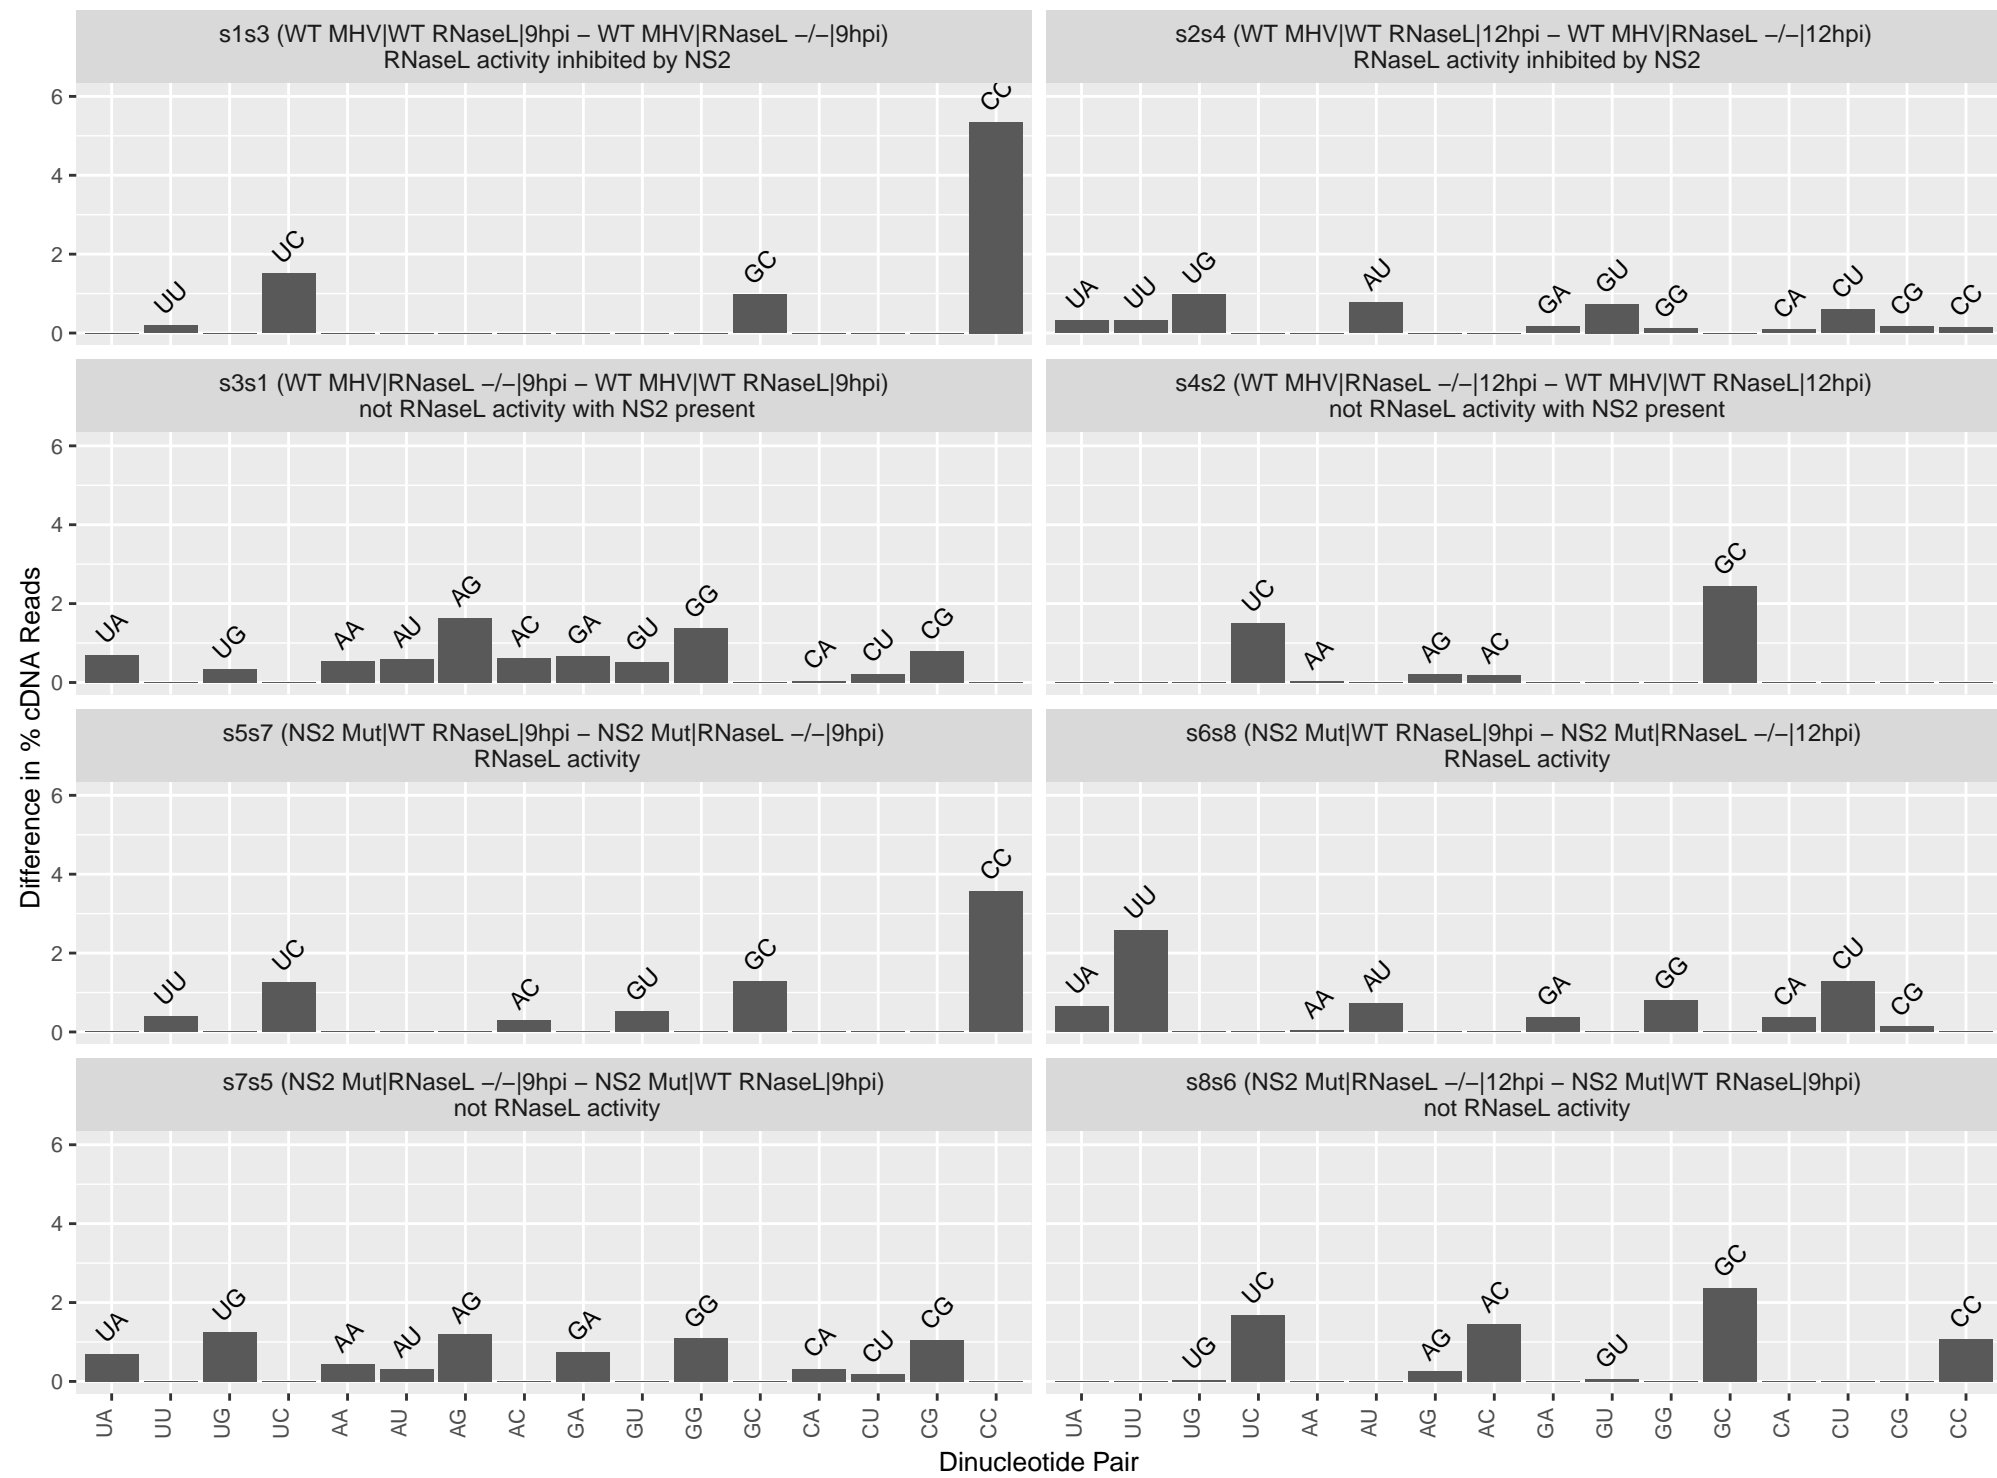 s1s3 (WT MHV|WT RNaseL|9hpi − WT MHV|RNaseL −/−|9hpi)
RNaseL activity inhibited by NS2
s2s4 (WT MHV|WT RNaseL|12hpi − WT MHV|RNaseL −/−|12hpi)
RNaseL activity inhibited by NS2
6
4
2
0
UU
UC
GC
CC
UA
UU
UG
AU
GA
GU
GG
CA
CU
CG
CC
s3s1 (WT MHV|RNaseL −/−|9hpi − WT MHV|WT RNaseL|9hpi)
not RNaseL activity with NS2 present
s4s2 (WT MHV|RNaseL −/−|12hpi − WT MHV|WT RNaseL|12hpi)
not RNaseL activity with NS2 present
6
4
2
0
UA
UG
AA
AU
AG
AC
GA
GU
GG
CA
CU
CG
UC
AA
AG
AC
GC
Difference in % cDNA Reads
s5s7 (NS2 Mut|WT RNaseL|9hpi − NS2 Mut|RNaseL −/−|9hpi)
RNaseL activity
s6s8 (NS2 Mut|WT RNaseL|9hpi − NS2 Mut|RNaseL −/−|12hpi)
RNaseL activity
6
4
2
0
UU
UC
AC
GU
GC
CC
UA
UU
AA
AU
GA
GG
CA
CU
CG
s7s5 (NS2 Mut|RNaseL −/−|9hpi − NS2 Mut|WT RNaseL|9hpi)
not RNaseL activity
s8s6 (NS2 Mut|RNaseL −/−|12hpi − NS2 Mut|WT RNaseL|9hpi)
not RNaseL activity
6
4
2
0
UA
UG
AA
AU
AG
GA
GG
CA
CU
CG
UG
UC
AG
AC
GU
GC
CC
UA
UU
UG
UC
AA
AU
AG
AC
GA
GU
GG
GC
CA
CU
CG
CC
UA
UU
UG
UC
AA
AU
AG
AC
GA
GU
GG
GC
CA
CU
CG
CC
Dinucleotide Pair